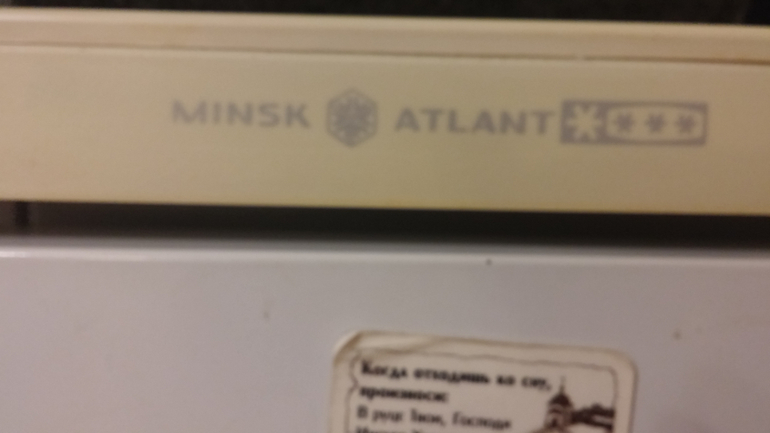 MINSK ATLANT
Когда отходишь ко сну,
произноси:
В руце Твои, Господи